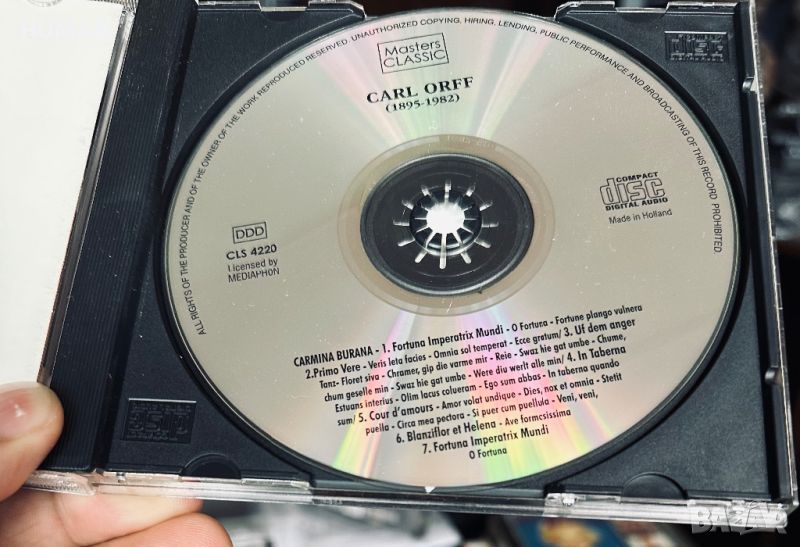 ALL RIGHTS OF THE PRODUCER AND OF THE OWNER OF THE WORK REPRODUCED RESERVED. UNAUTHORIZED COPYING, HIRING, LENDING, PUBLIC PERFORMANCE AND BROADCASTING OF THIS RECORD PROHIBITED.
Masters
CLASSIC
CARL ORFF
(1895-1982)
COMPACT
disc
DIGITAL AUDIO
Made in Holland
DDD
CLS 4220
Licensed by
MEDIAPHON
CARMINA BURANA - 1. Fortuna Imperatrix Mundi - O Fortuna - Fortune plango vulnera
2.Primo Vere - Veris leta facies - Omnia sol temperat - Ecce gratum/ 3. Uf dem anger
Tanz - Floret siva - Chramer, gip die varme mir - Reie - Swaz hie gat umbe - Chume,
chum geselle min - Swaz hie gat umbe - Were diu werlt alle min/ 4. In Taberna
Estuans interius - Olim lacus colueram - Ego sum abbas - In taberna quando
sum/ 5. Cour d'amours - Amor volat undique - Dies, nox et omnia - Stetit
puella - Circa mea pectora - Si puer cum puellula - Veni, veni,
6. Blanziflor et Helena - Ave formcsissima
7. Fortuna Imperatrix Mundi
O Fortuna